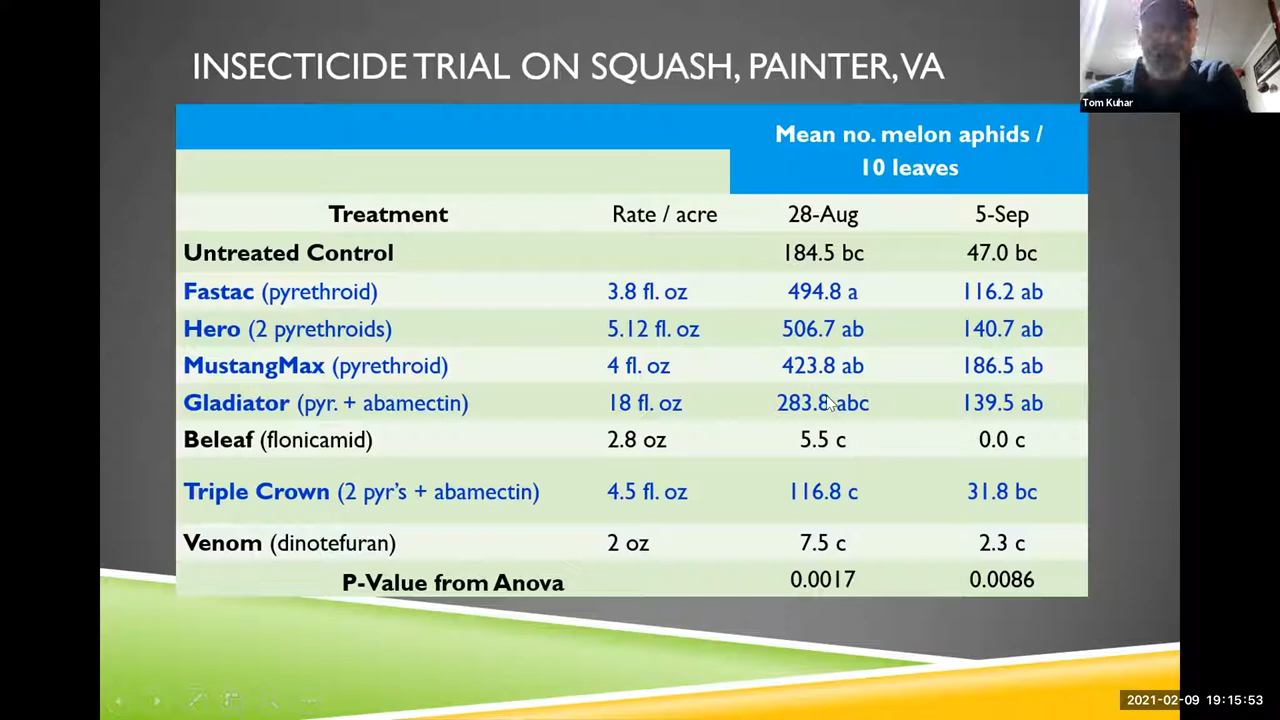 INSECTICIDE TRIAL ON SQUASH, PAINTER, VA
Tom Kuhar
Mean no. melon aphids /
10 leaves
Treatment Rate / acre 28-Aug 5-Sep
Untreated Control 184.5 bc 47.0 bc
Fastac (pyrethroid) 3.8 fl. oz 494.8 a 116.2 ab
Hero (2 pyrethroids) 5.12 fl. oz 506.7 ab 140.7 ab
MustangMax (pyrethroid) 4 fl. oz 423.8 ab 186.5 ab
Gladiator (pyr. + abamectin) 18 fl. oz 283.8 abc 139.5 ab
Beleaf (flonicamid) 2.8 oz 5.5 c 0.0 c
Triple Crown (2 pyr's + abamectin) 4.5 fl. oz 116.8 c 31.8 bc
Venom (dinotefuran) 2 oz 7.5 c 2.3 c
P-Value from Anova 0.0017 0.0086
2021-02-09 19:15:53